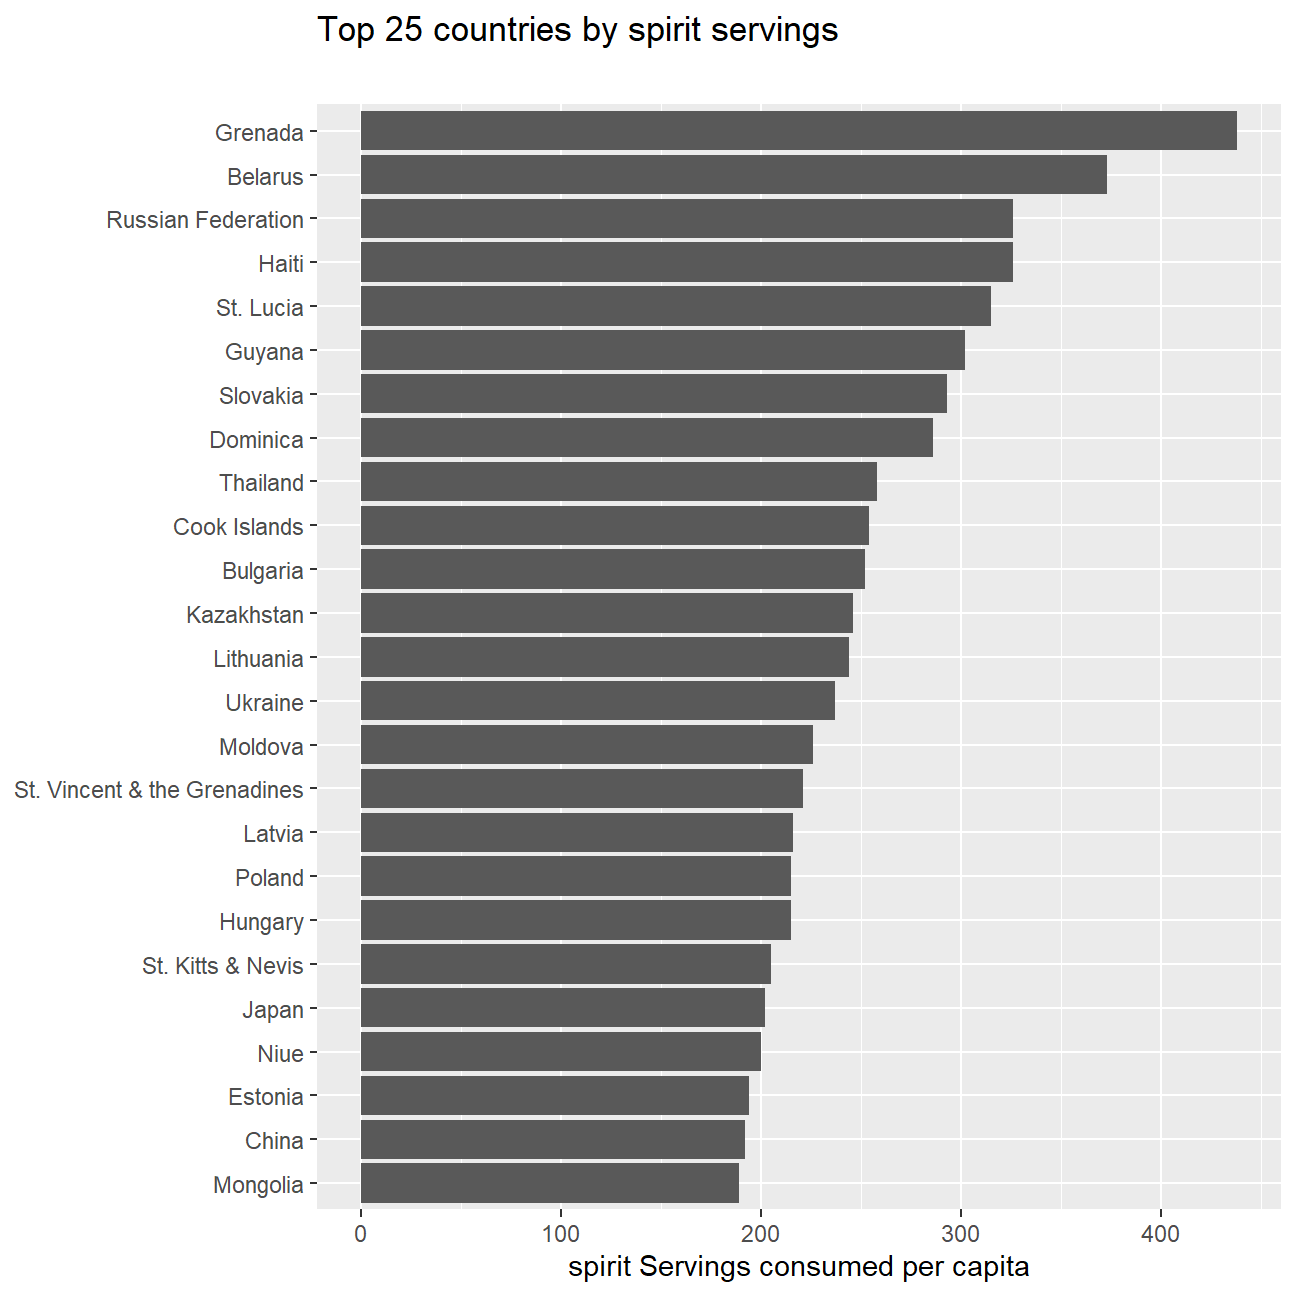 Top 25 countries by spirit servings
Grenada
Belarus
Russian Federation
Haiti
St. Lucia
Guyana
Slovakia
Dominica
Thailand
Cook Islands
Bulgaria
Kazakhstan
Lithuania
Ukraine
Moldova
St. Vincent & the Grenadines
Latvia
Poland
Hungary
St. Kitts & Nevis
Japan
Niue
Estonia
China
Mongolia
0 100 200 300 400
spirit Servings consumed per capita